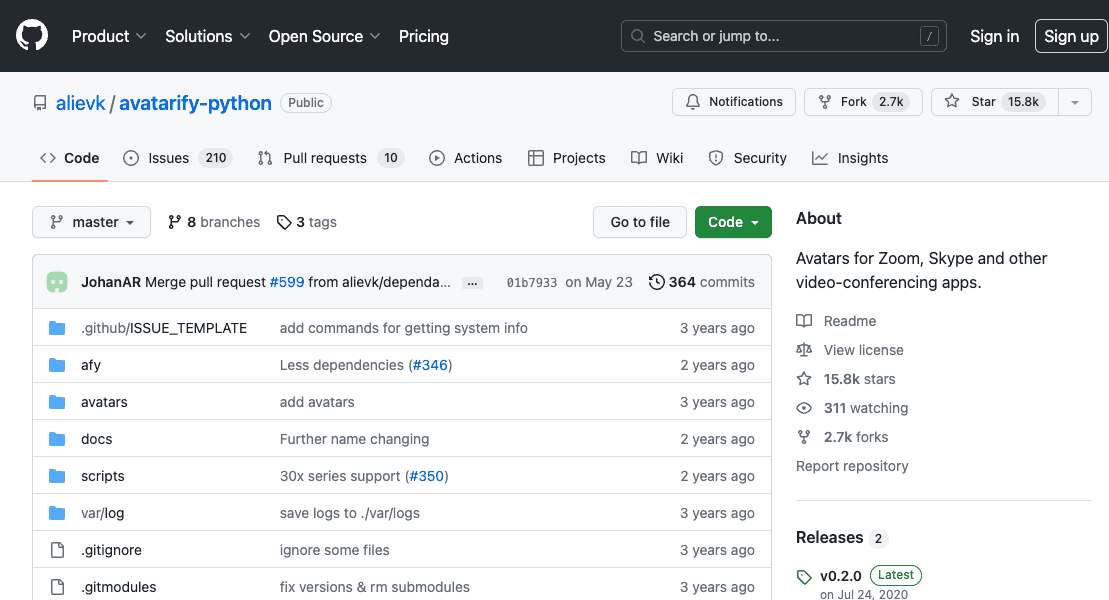 Product Solutions Open Source Pricing Search or jump to... / Sign in Sign up
alievk / avatarify-python Public Notifications Fork 2.7k Star 15.8k
Code Issues 210 Pull requests 10 Actions Projects Wiki Security Insights
master 8 branches 3 tags Go to file Code
JohanAR Merge pull request #599 from alievk/dependa... ... 01b7933 on May 23 364 commits
.github/ISSUE_TEMPLATE add commands for getting system info 3 years ago
afy Less dependencies (#346) 2 years ago
avatars add avatars 3 years ago
docs Further name changing 2 years ago
scripts 30x series support (#350) 2 years ago
var/log save logs to ./var/logs 3 years ago
.gitignore ignore some files 3 years ago
.gitmodules fix versions & rm submodules 3 years ago
About
Avatars for Zoom, Skype and other
video-conferencing apps.
Readme
View license
15.8k stars
311 watching
2.7k forks
Report repository
Releases 2
v0.2.0 Latest
on Jul 24, 2020